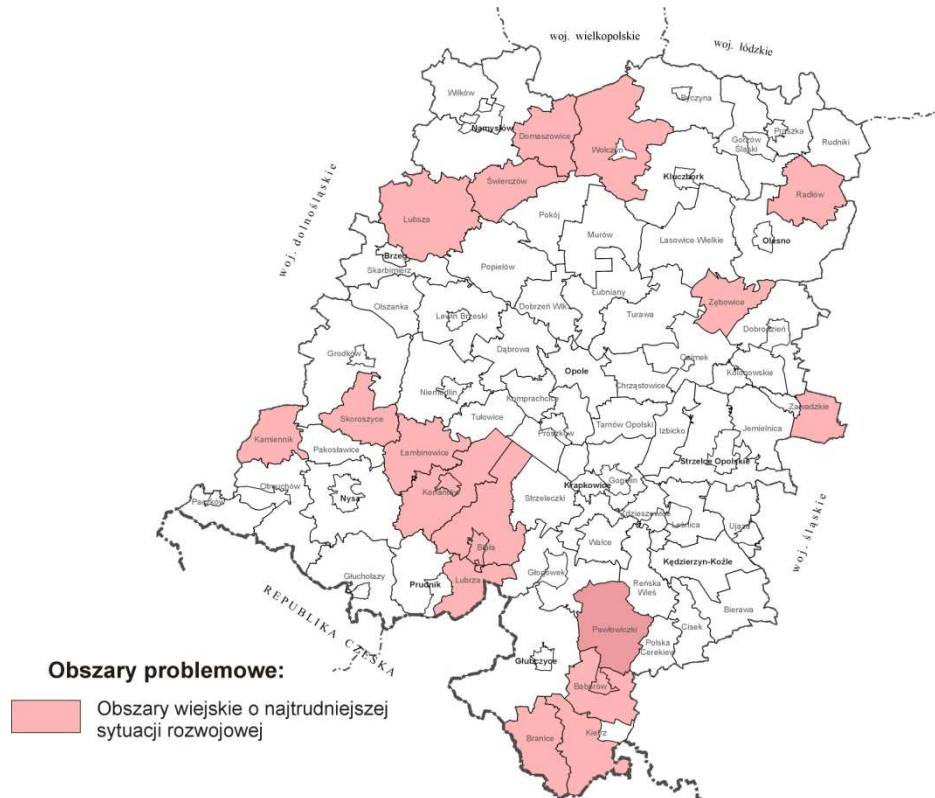 woj. wielkopolskie
woj. łódzkie
Wilków
Byczyna
Namysłów
Domaszowice
Wołczyn
Gorzów
Śląski
Praszka
Rudniki
Kluczbork
Świerczów
Radłów
Lubsza
Pokój
Murów
Lasowice Wielkie
Olesno
woj. dolnośląskie
Brzeg
Skarbimierz
Popielów
Olszanka
Lewin Brzeski
Dobrzeń Wlk.
Łubniany
Turawa
Zębowice
Dobrodzień
Grodków
Dąbrowa
Opole
Ozimek
Kolonowskie
Niemodlin
Komprachcice
Chrząstowice
Skoroszyce
Tułowice
Prószków
Tarnów Opolski
Izbicko
Jemielnica
Zawadzkie
Kamiennik
Pakosławice
Łambinowice
Strzelce Opolskie
Otmuchów
Nysa
Korfantów
Strzeleczki
Krapkowice
Gogolin
Paczków
Zdzieszowice
Leśnica
Ujazd
woj. śląskie
Biała
Walce
Kędzierzyn-Koźle
Głuchołazy
Prudnik
Lubrza
Głogówek
Reńska
Wieś
Bierawa
REPUBLIKA CZESKA
Pawłowiczki
Cisek
Polska
Cerekiew
Głubczyce
Baborów
Branice
Kietrz
Obszary problemowe:
Obszary wiejskie o najtrudniejszej
sytuacji rozwojowej